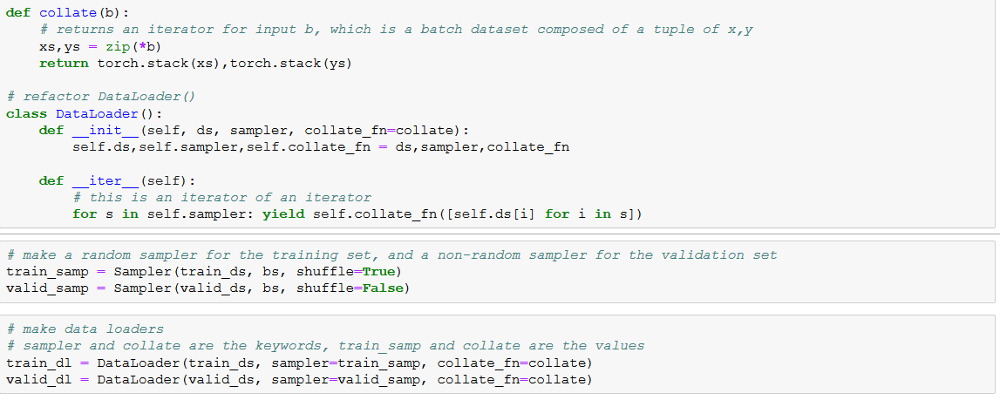 def collate(b):
    # returns an iterator for input b, which is a batch dataset composed of a tuple of x,y
    xs,ys = zip(*b)
    return torch.stack(xs),torch.stack(ys)

# refactor DataLoader()
class DataLoader():
    def __init__(self, ds, sampler, collate_fn=collate):
        self.ds,self.sampler,self.collate_fn = ds,sampler,collate_fn

    def __iter__(self):
        # this is an iterator of an iterator
        for s in self.sampler: yield self.collate_fn([self.ds[i] for i in s])

# make a random sampler for the training set, and a non-random sampler for the validation set
train_samp = Sampler(train_ds, bs, shuffle=True)
valid_samp = Sampler(valid_ds, bs, shuffle=False)

# make data loaders
# sampler and collate are the keywords, train_samp and collate are the values
train_dl = DataLoader(train_ds, sampler=train_samp, collate_fn=collate)
valid_dl = DataLoader(valid_ds, sampler=valid_samp, collate_fn=collate)